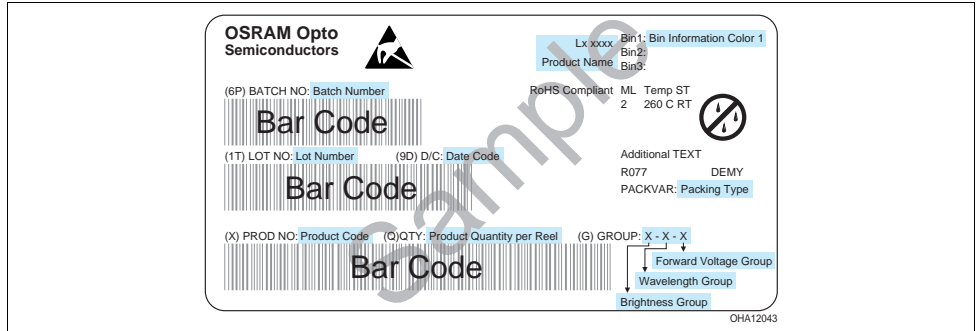 OSRAM Opto
Semiconductors
Lx xxxx
Product Name
Bin1: Bin Information Color 1
Bin2:
Bin3:
(6P) BATCH NO: Batch Number
Bar Code
RoHS Compliant
ML Temp ST
2 260 C RT
(1T) LOT NO: Lot Number (9D) D/C: Date Code
Bar Code
Additional TEXT
R077 DEMY
PACKVAR: Packing Type
(X) PROD NO: Product Code (Q)QTY: Product Quantity per Reel (G) GROUP: X - X - X
Bar Code
Forward Voltage Group
Wavelength Group
Brightness Group
Sample
OHA12043